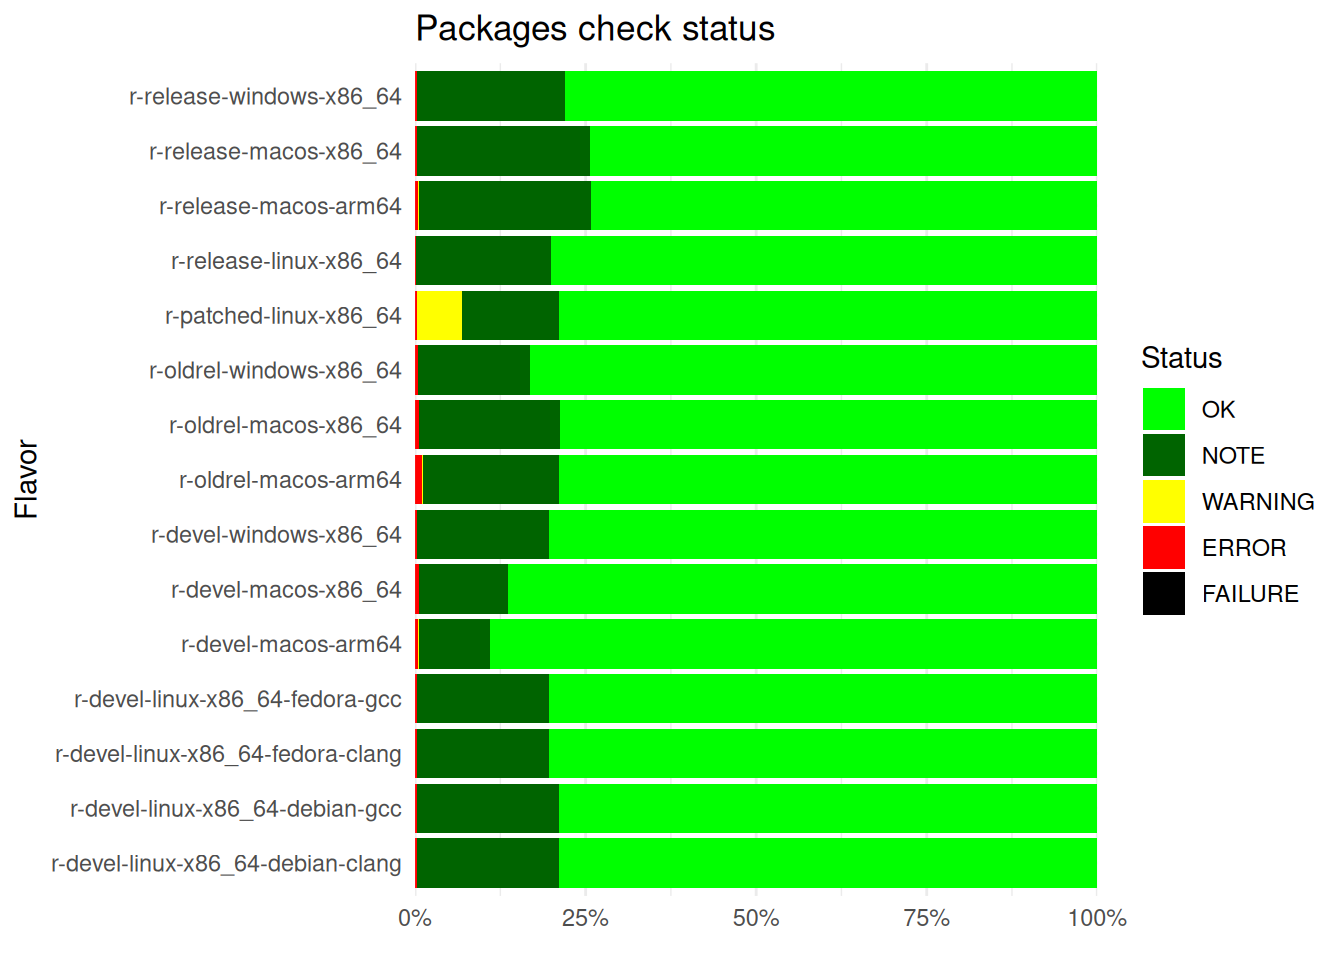 Packages check status
r-release-windows-x86_64
r-release-macos-x86_64
r-release-macos-arm64
r-release-linux-x86_64
r-patched-linux-x86_64
r-oldrel-windows-x86_64
r-oldrel-macos-x86_64
r-oldrel-macos-arm64
r-devel-windows-x86_64
r-devel-macos-x86_64
r-devel-macos-arm64
r-devel-linux-x86_64-fedora-gcc
r-devel-linux-x86_64-fedora-clang
r-devel-linux-x86_64-debian-gcc
r-devel-linux-x86_64-debian-clang
Flavor
0% 25% 50% 75% 100%
Status
OK
NOTE
WARNING
ERROR
FAILURE